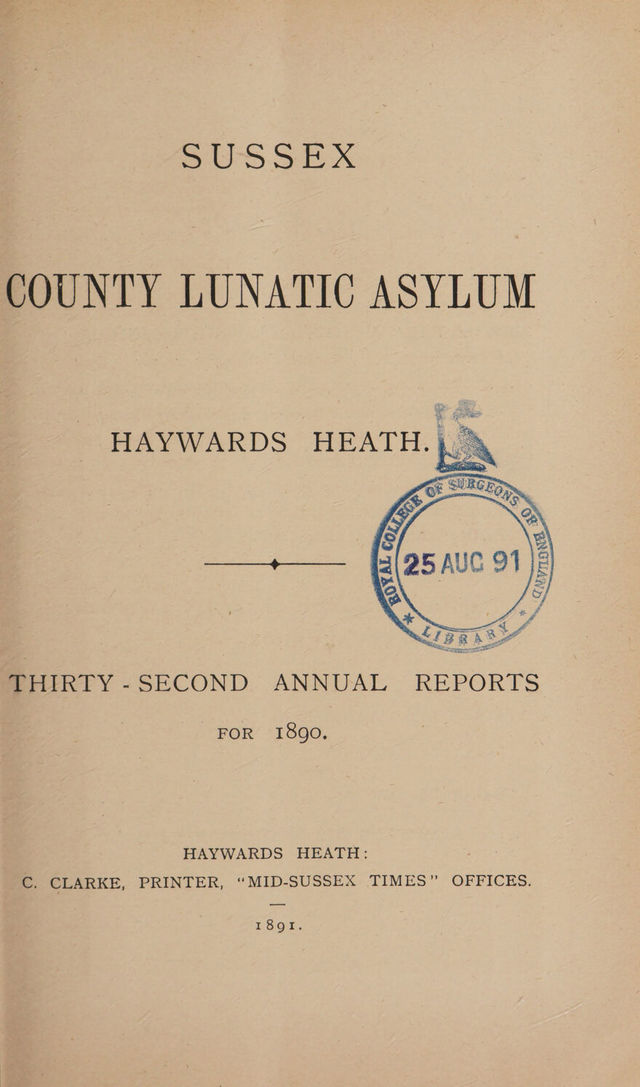 SUSSEX
COUNTY LUNATIC ASYLUM
HAYWARDS HEATH.
ROYAL COLLEGE OF SURGEONS OF ENGLAND
25 AUG 91
* LIBRARY *
THIRTY-SECOND ANNUAL REPORTS
FOR 1890.
HAYWARDS HEATH:
C. CLARKE, PRINTER, “MID-SUSSEX TIMES” OFFICES.
1891.